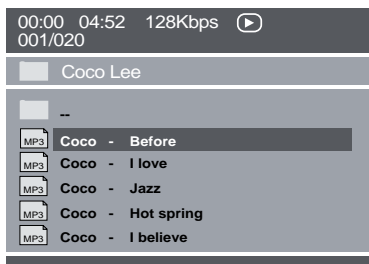 00:00 04:52 128Kbps
001/020
Coco Lee
--
MP3 Coco - Before
MP3 Coco - I love
MP3 Coco - Jazz
MP3 Coco - Hot spring
MP3 Coco - I believe